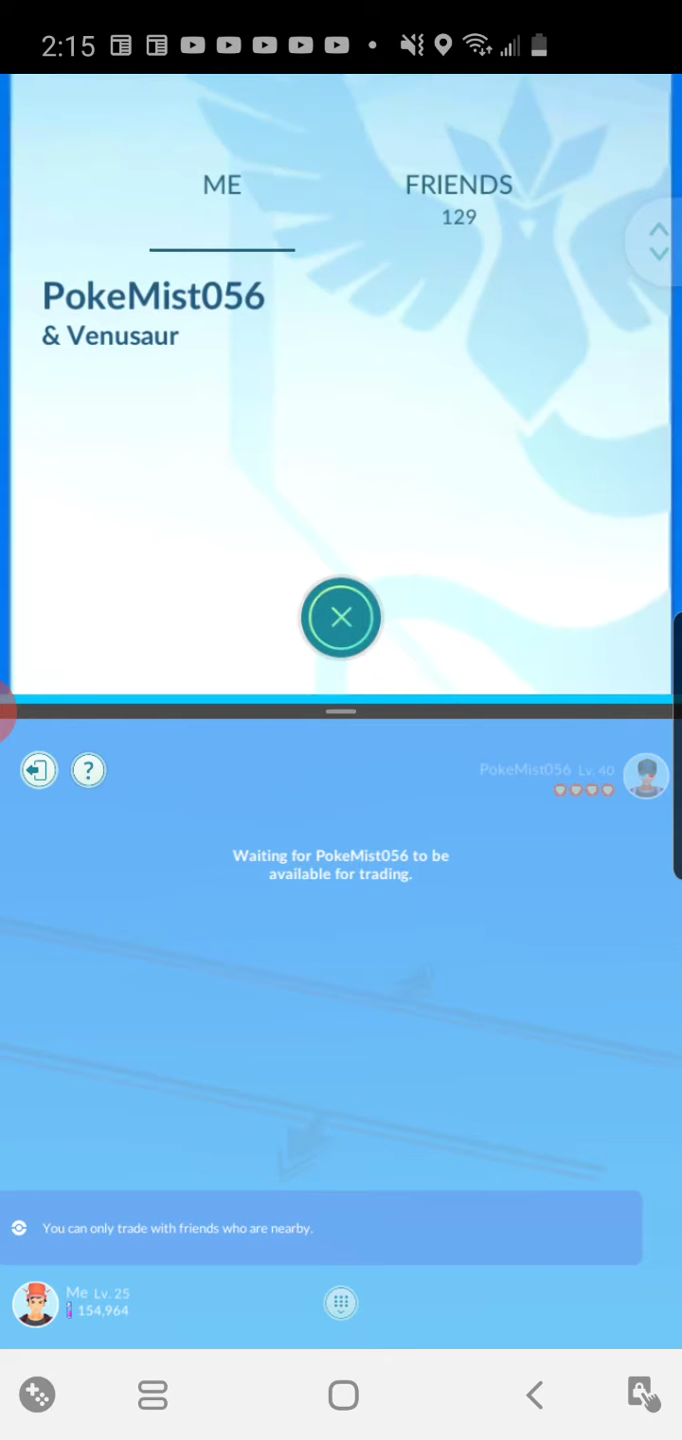 2:15
ME
FRIENDS
129
PokeMist056
& Venusaur
?
PokeMist056 Lv. 40
Waiting for PokeMist056 to be
available for trading.
You can only trade with friends who are nearby.
Me Lv. 25
154,964